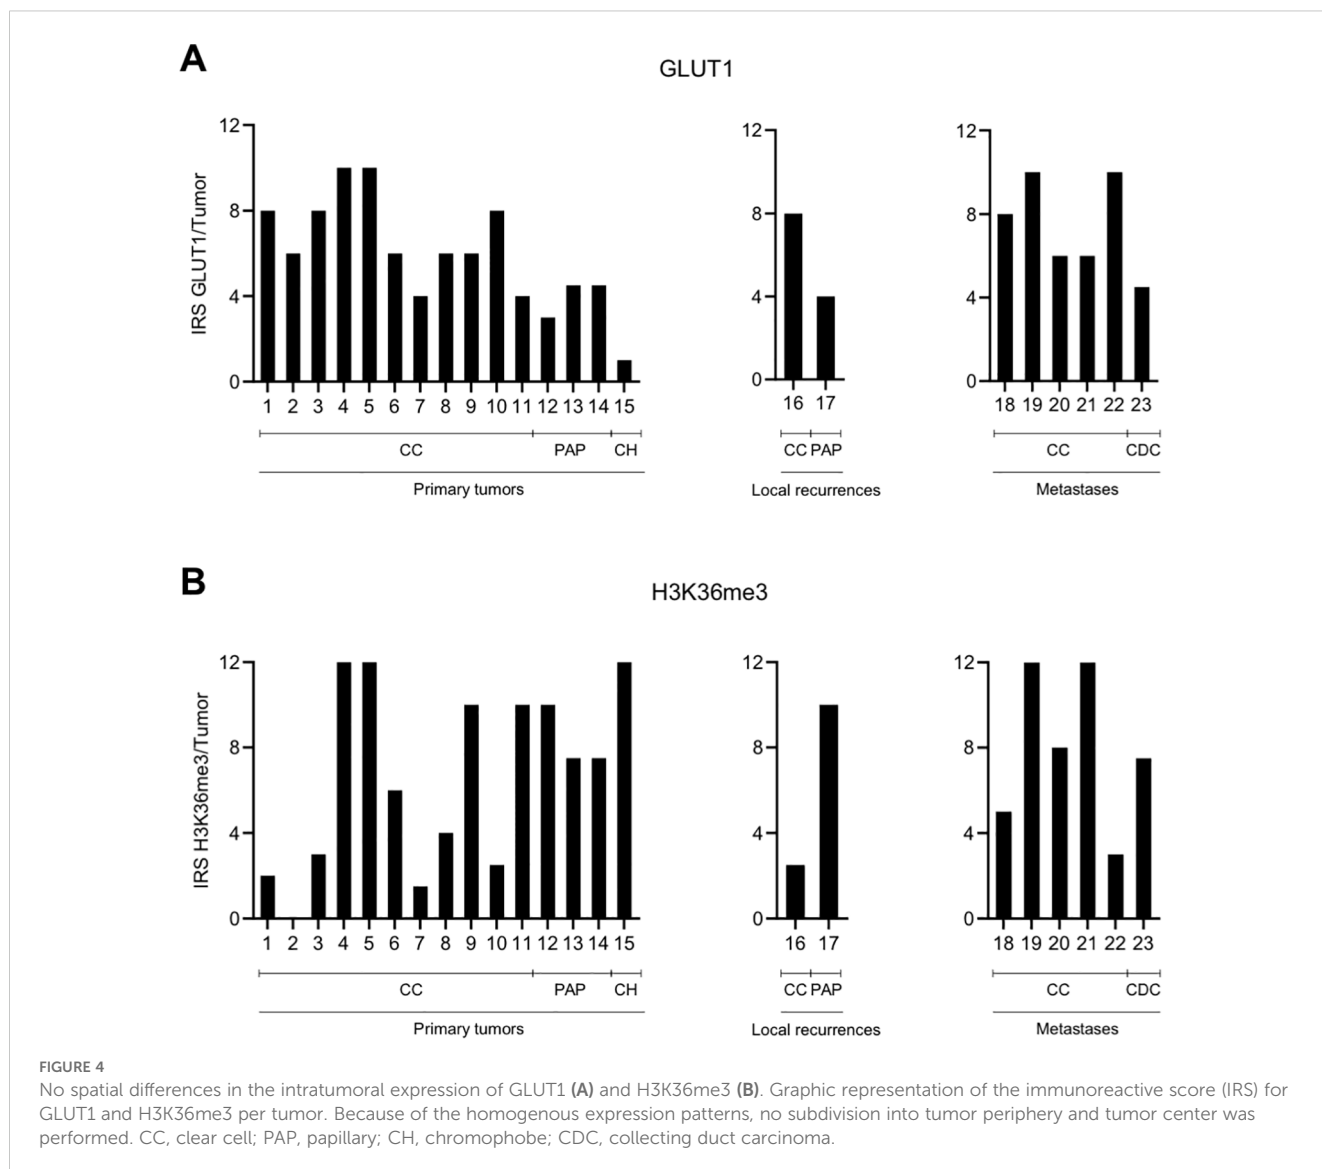 A
GLUT1
IRS GLUT1/Tumor
12
8
4
0
1 2 3 4 5 6 7 8 9 10 11 12 13 14 15
CC PAP CH
Primary tumors
12
8
4
0
16 17
CC PAP
Local recurrences
12
8
4
0
18 19 20 21 22 23
CC CDC
Metastases
B
H3K36me3
IRS H3K36me3/Tumor
12
8
4
0
1 2 3 4 5 6 7 8 9 10 11 12 13 14 15
CC PAP CH
Primary tumors
12
8
4
0
16 17
CC PAP
Local recurrences
12
8
4
0
18 19 20 21 22 23
CC CDC
Metastases
FIGURE 4
No spatial differences in the intratumoral expression of GLUT1 (A) and H3K36me3 (B). Graphic representation of the immunoreactive score (IRS) for
GLUT1 and H3K36me3 per tumor. Because of the homogenous expression patterns, no subdivision into tumor periphery and tumor center was
performed. CC, clear cell; PAP, papillary; CH, chromophobe; CDC, collecting duct carcinoma.